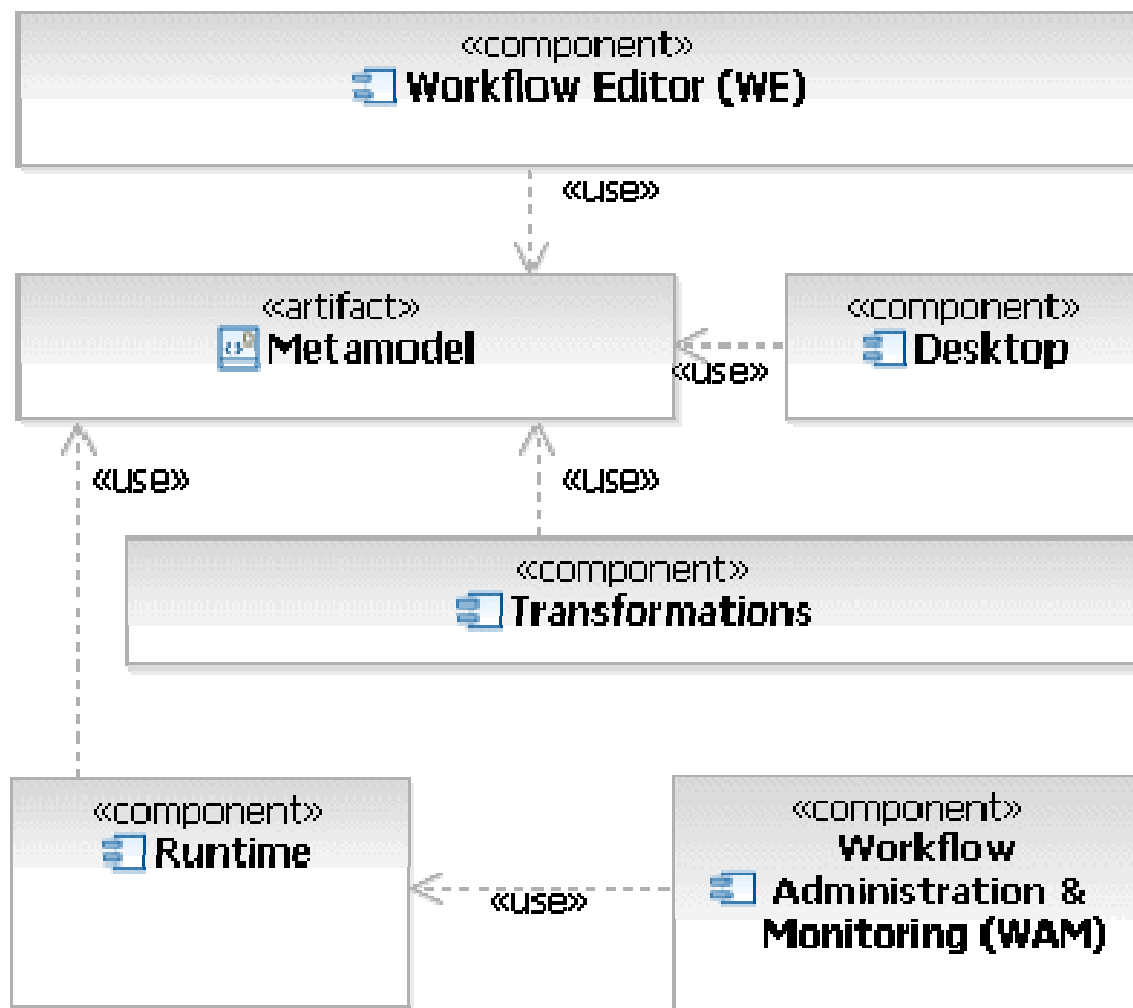 «component»
Workflow Editor (WE)
«use»
«artifact»
Metamodel
«component»
Desktop
«use»
«use»
«use»
«component»
Transformations
«component»
Runtime
«use»
«component»
Workflow
Administration &
Monitoring (WAM)